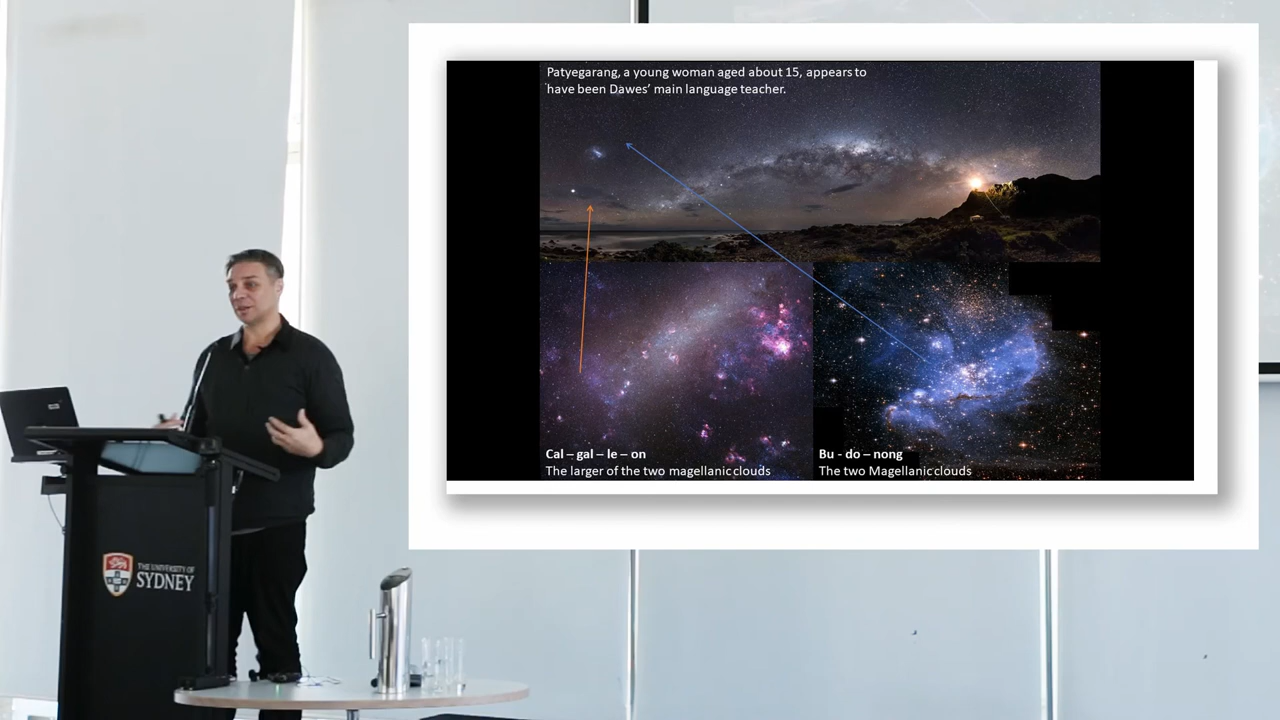 Patyegarang, a young woman aged about 15, appears to
have been Dawes' main language teacher.
Cal – gal – le – on
The larger of the two magellanic clouds
Bu - do – nong
The two Magellanic clouds
THE UNIVERSITY OF
SYDNEY